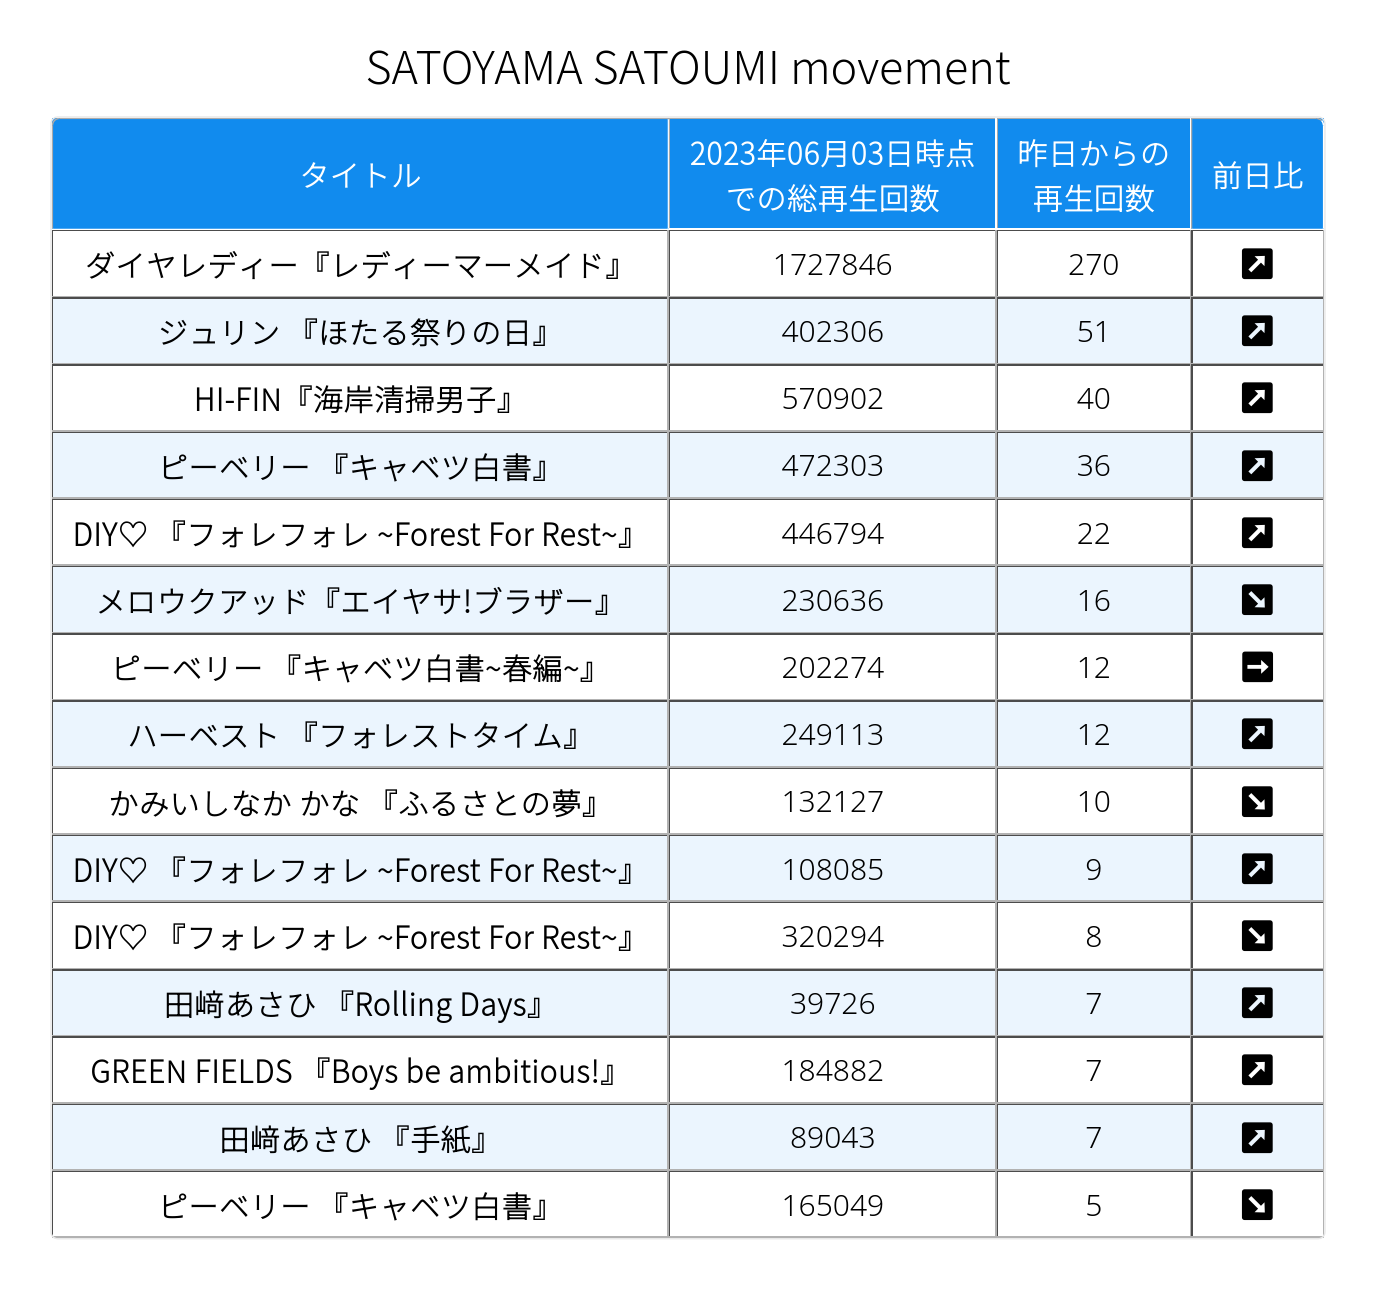 SATOYAMA SATOUMI movement
タイトル 2023年06月03日時点での総再生回数 昨日からの再生回数 前日比
ダイヤレディー『レディーマーメイド』 1727846 270 ↗
ジュリン 『ほたる祭りの日』 402306 51 ↗
HI-FIN『海岸清掃男子』 570902 40 ↗
ピーベリー 『キャベツ白書』 472303 36 ↗
DIY♡ 『フォレフォレ ~Forest For Rest~』 446794 22 ↗
メロウクアッド『エイヤサ!ブラザー』 230636 16 ↘
ピーベリー 『キャベツ白書~春編~』 202274 12 →
ハーベスト 『フォレストタイム』 249113 12 ↗
かみいしなか かな 『ふるさとの夢』 132127 10 ↘
DIY♡ 『フォレフォレ ~Forest For Rest~』 108085 9 ↗
DIY♡ 『フォレフォレ ~Forest For Rest~』 320294 8 ↘
田﨑あさひ 『Rolling Days』 39726 7 ↗
GREEN FIELDS 『Boys be ambitious!』 184882 7 ↗
田﨑あさひ 『手紙』 89043 7 ↗
ピーベリー 『キャベツ白書』 165049 5 ↘